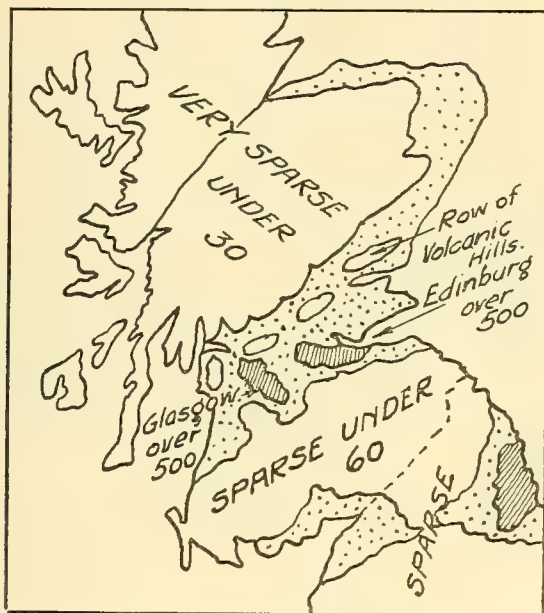 VERY SPARSE
UNDER
30
Row of
Volcanic
Hills.
Edinburg
over
500
Glasgow
over
500
SPARSE UNDER
60
SPARSE